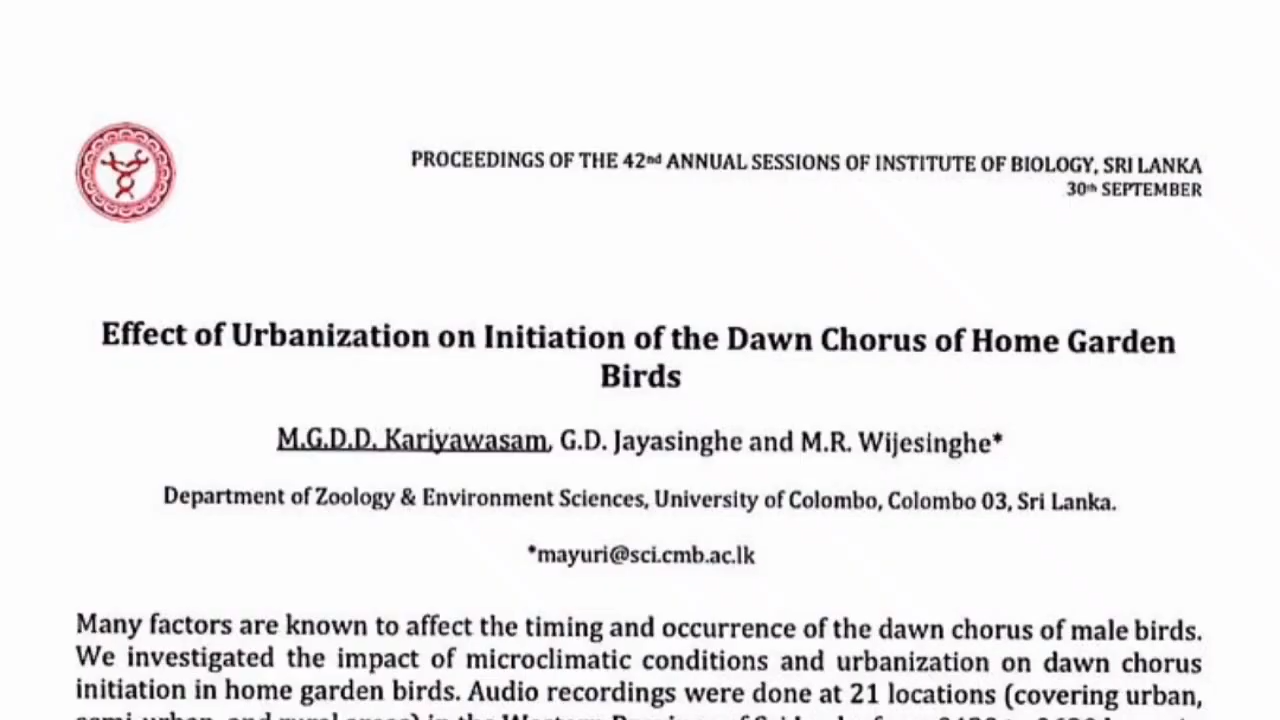 PROCEEDINGS OF THE 42nd ANNUAL SESSIONS OF INSTITUTE OF BIOLOGY, SRI LANKA
30th SEPTEMBER
Effect of Urbanization on Initiation of the Dawn Chorus of Home Garden
Birds
M.G.D.D. Kariyawasam, G.D. Jayasinghe and M.R. Wijesinghe*
Department of Zoology & Environment Sciences, University of Colombo, Colombo 03, Sri Lanka.
*mayuri@sci.cmb.ac.lk
Many factors are known to affect the timing and occurrence of the dawn chorus of male birds.
We investigated the impact of microclimatic conditions and urbanization on dawn chorus
initiation in home garden birds. Audio recordings were done at 21 locations (covering urban,